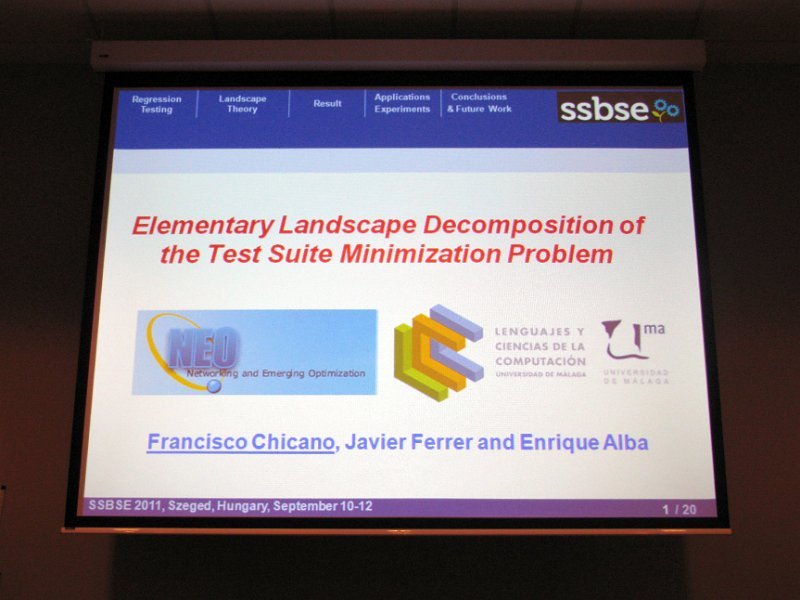 Regression Testing
Landscape Theory
Result
Applications Experiments
Conclusions & Future Work
ssbse
Elementary Landscape Decomposition of
the Test Suite Minimization Problem
NEO
Networking and Emerging Optimization
LENGUAJES Y
CIENCIAS DE LA
COMPUTACIÓN
UNIVERSIDAD DE MÁLAGA
uma
UNIVERSIDAD
DE MÁLAGA
Francisco Chicano, Javier Ferrer and Enrique Alba
SSBSE 2011, Szeged, Hungary, September 10-12
1 / 20